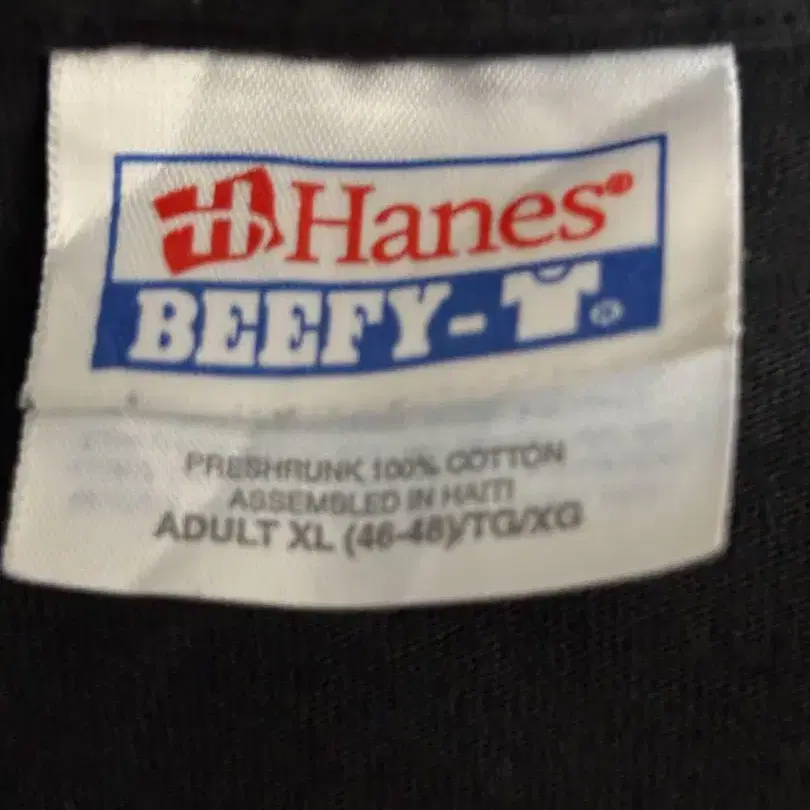 Hanes®
BEEFY-T®
PRESHRUNK 100% COTTON
ASSEMBLED IN HAITI
ADULT XL (46-48)/TG/XG